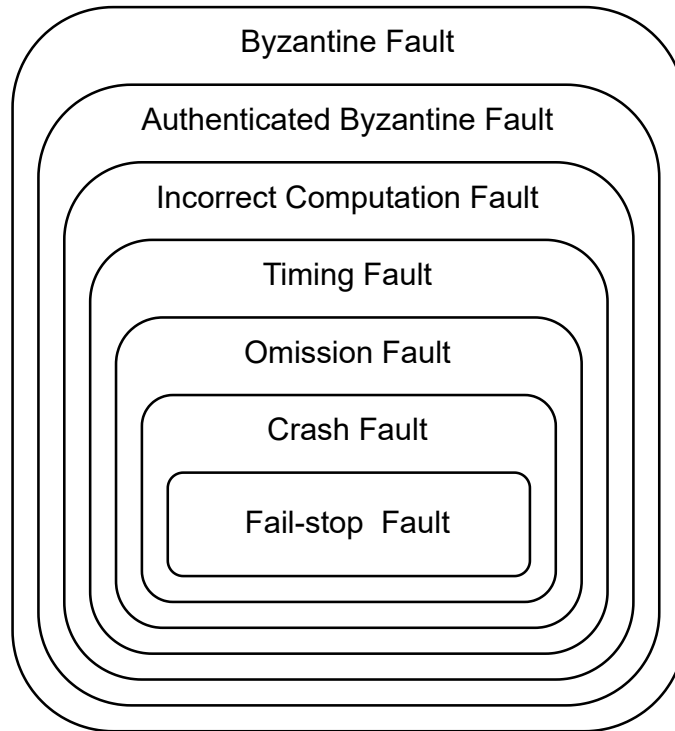 Byzantine Fault
Authenticated Byzantine Fault
Incorrect Computation Fault
Timing Fault
Omission Fault
Crash Fault
Fail-stop  Fault